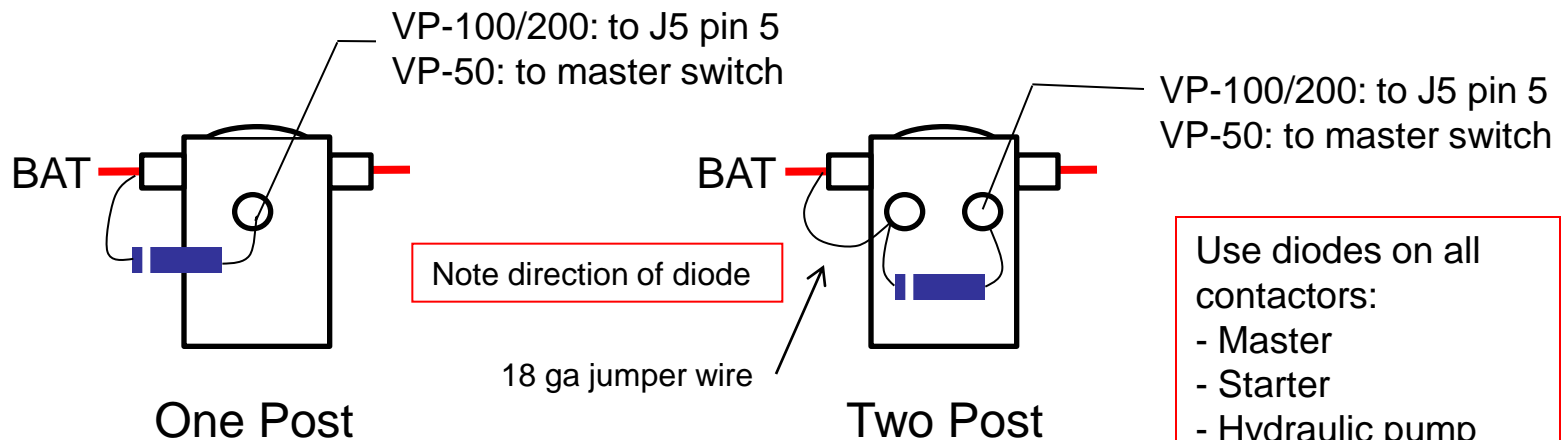 VP-100/200: to J5 pin 5
VP-50: to master switch
BAT
Note direction of diode
One Post
VP-100/200: to J5 pin 5
VP-50: to master switch
BAT
18 ga jumper wire
Two Post
Use diodes on all
contactors:
- Master
- Starter
- Hydraulic pump